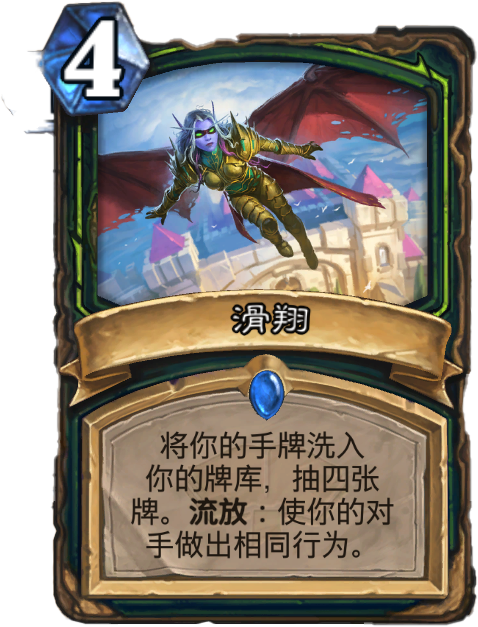 4
滑翔
将你的手牌洗入
你的牌库，抽四张
牌。流放：使你的对
手做出相同行为。